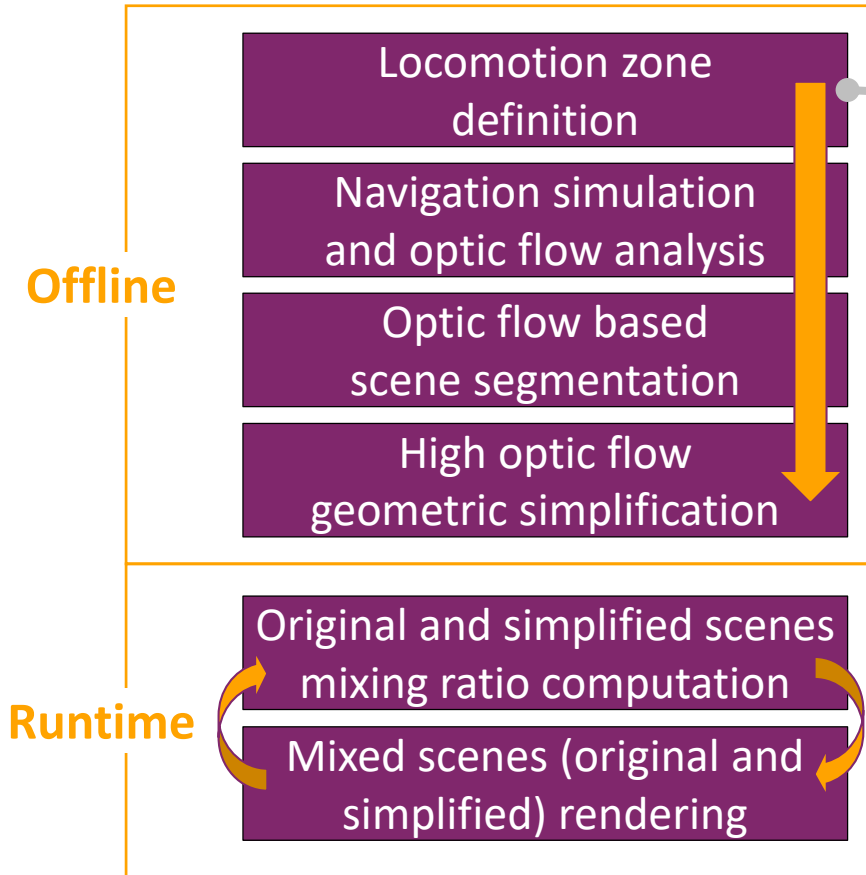 Locomotion zone
definition
Navigation simulation
and optic flow analysis
Offline
Optic flow based
scene segmentation
High optic flow
geometric simplification
Original and simplified scenes
mixing ratio computation
Runtime
Mixed scenes (original and
simplified) rendering